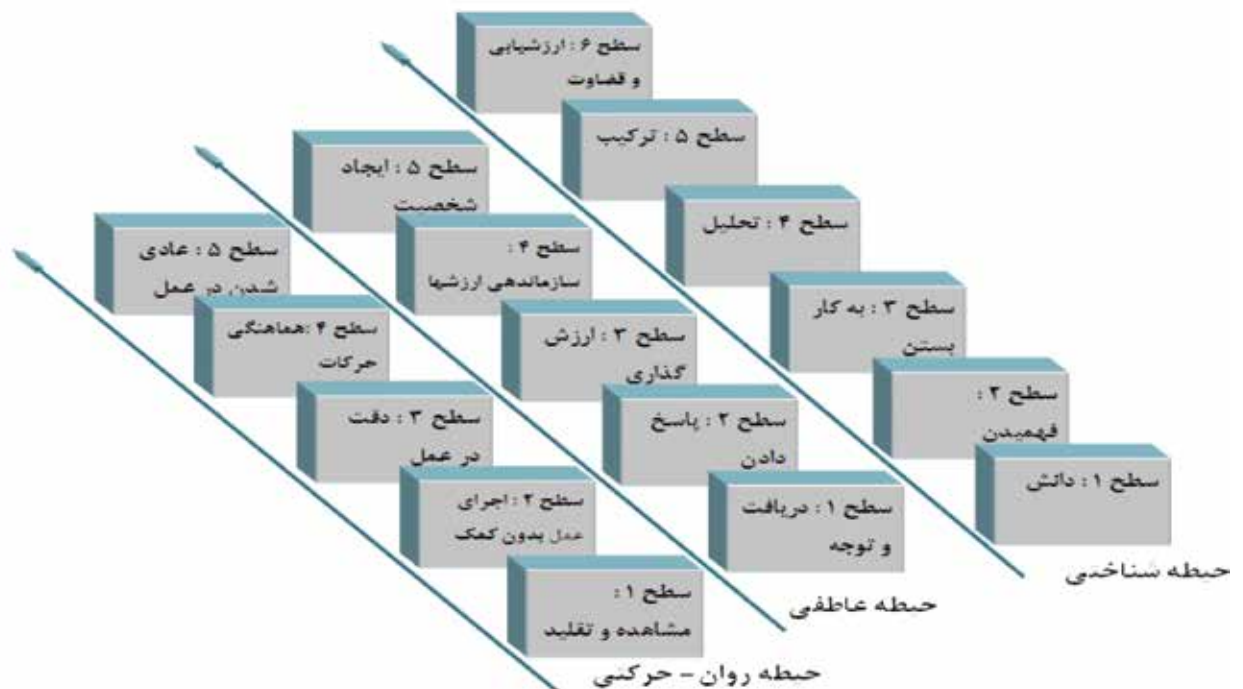 سطح ۶ : ارزشیابی
و قضاوت
سطح ۵ : ترکیب
سطح ۴ : تحلیل
سطح ۳ : به کار
بستن
سطح ۲ :
فهمیدن
سطح ۱ : دانش
حیطه شناختی
سطح ۵ : ایجاد
شخصیت
سطح ۴ :
سازماندهی ارزشها
سطح ۳ : ارزش
گذاری
سطح ۲ : پاسخ
دادن
سطح ۱ : دریافت
و توجه
حیطه عاطفی
سطح ۵ : عادی
شدن در عمل
سطح ۴ :هماهنگی
حرکات
سطح ۳ : دقت
در عمل
سطح ۲ : اجرای
عمل بدون کمک
سطح ۱ :
مشاهده و تقلید
حیطه روان - حرکتی